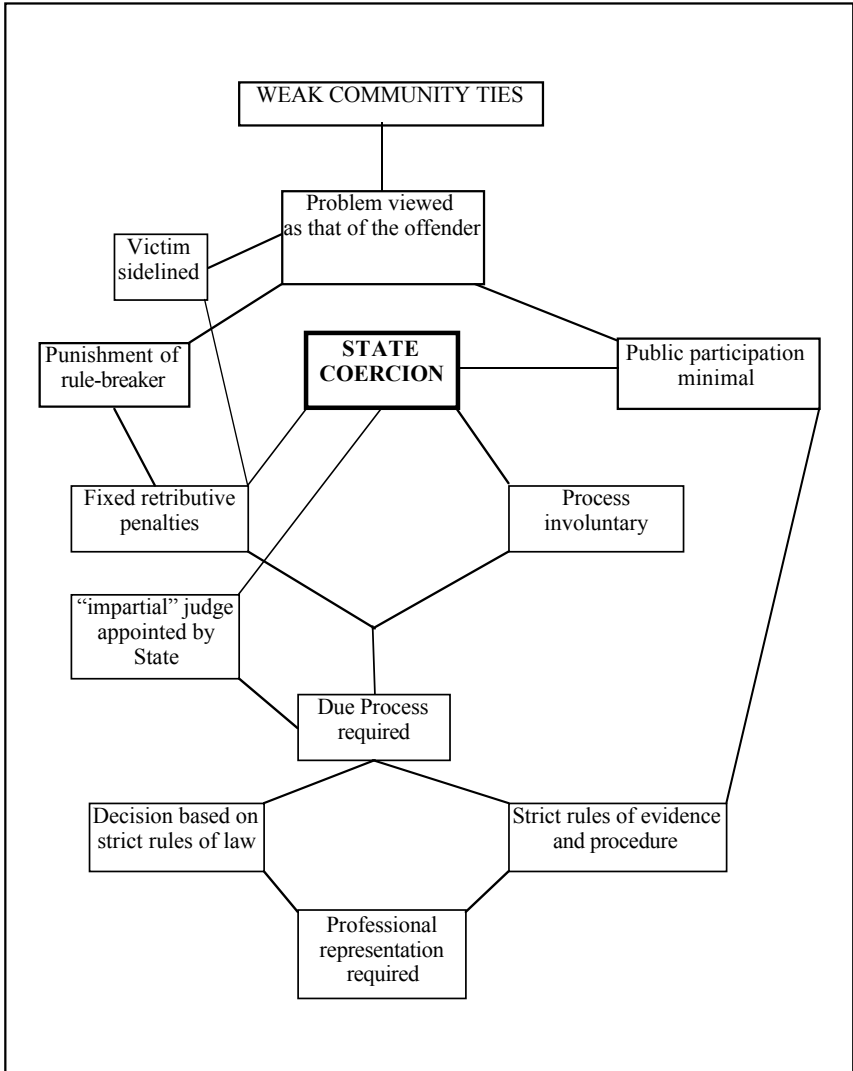 WEAK COMMUNITY TIES
Problem viewed
as that of the offender
Victim
sidelined
STATE
COERCION
Punishment of
rule-breaker
Public participation
minimal
Fixed retributive
penalties
Process
involuntary
“impartial” judge
appointed by
State
Due Process
required
Decision based on
strict rules of law
Strict rules of evidence
and procedure
Professional
representation
required